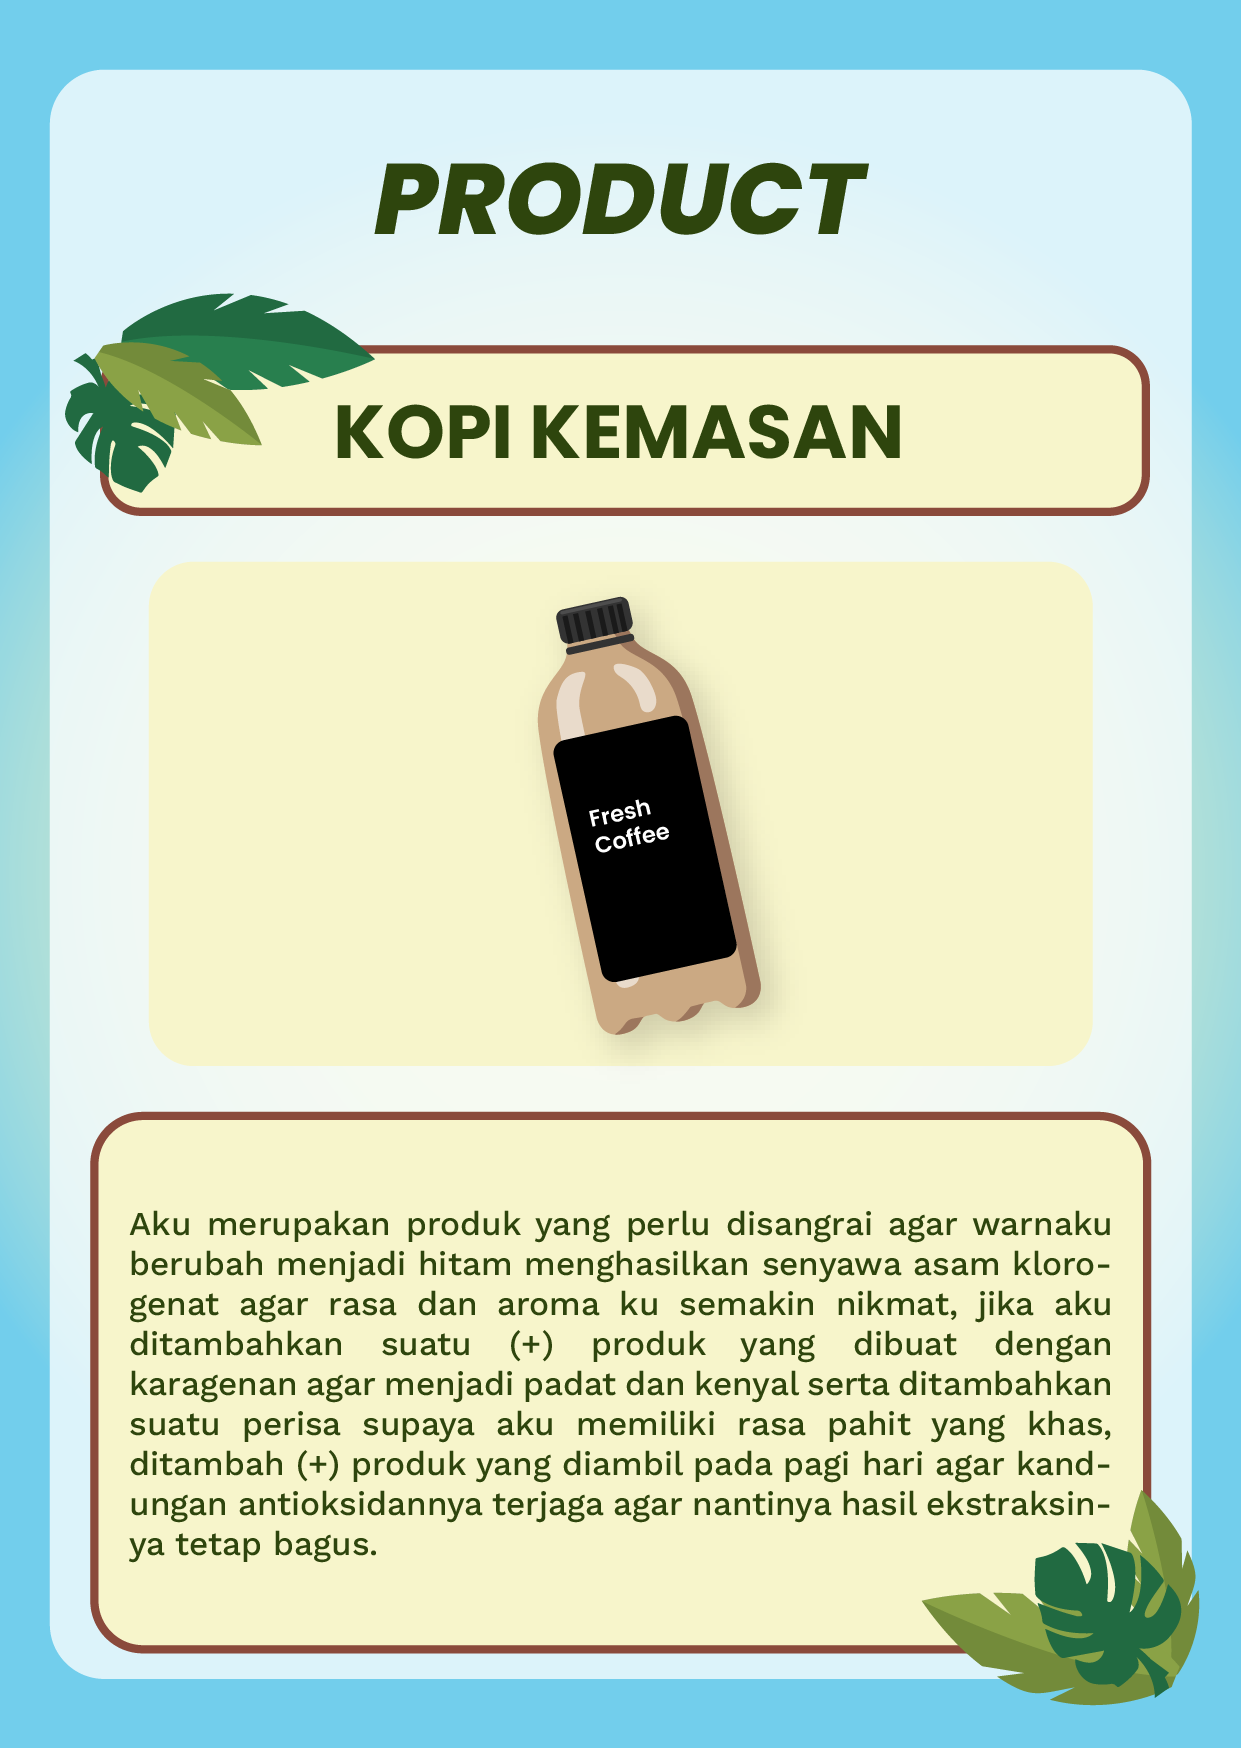 PRODUCT
KOPI KEMASAN
Fresh
Coffee
Aku merupakan produk yang perlu disangrai agar warnaku
berubah menjadi hitam menghasilkan senyawa asam kloro-
genat agar rasa dan aroma ku semakin nikmat, jika aku
ditambahkan suatu (+) produk yang dibuat dengan
karagenan agar menjadi padat dan kenyal serta ditambahkan
suatu perisa supaya aku memiliki rasa pahit yang khas,
ditambah (+) produk yang diambil pada pagi hari agar kand-
ungan antioksidannya terjaga agar nantinya hasil ekstraksin-
ya tetap bagus.